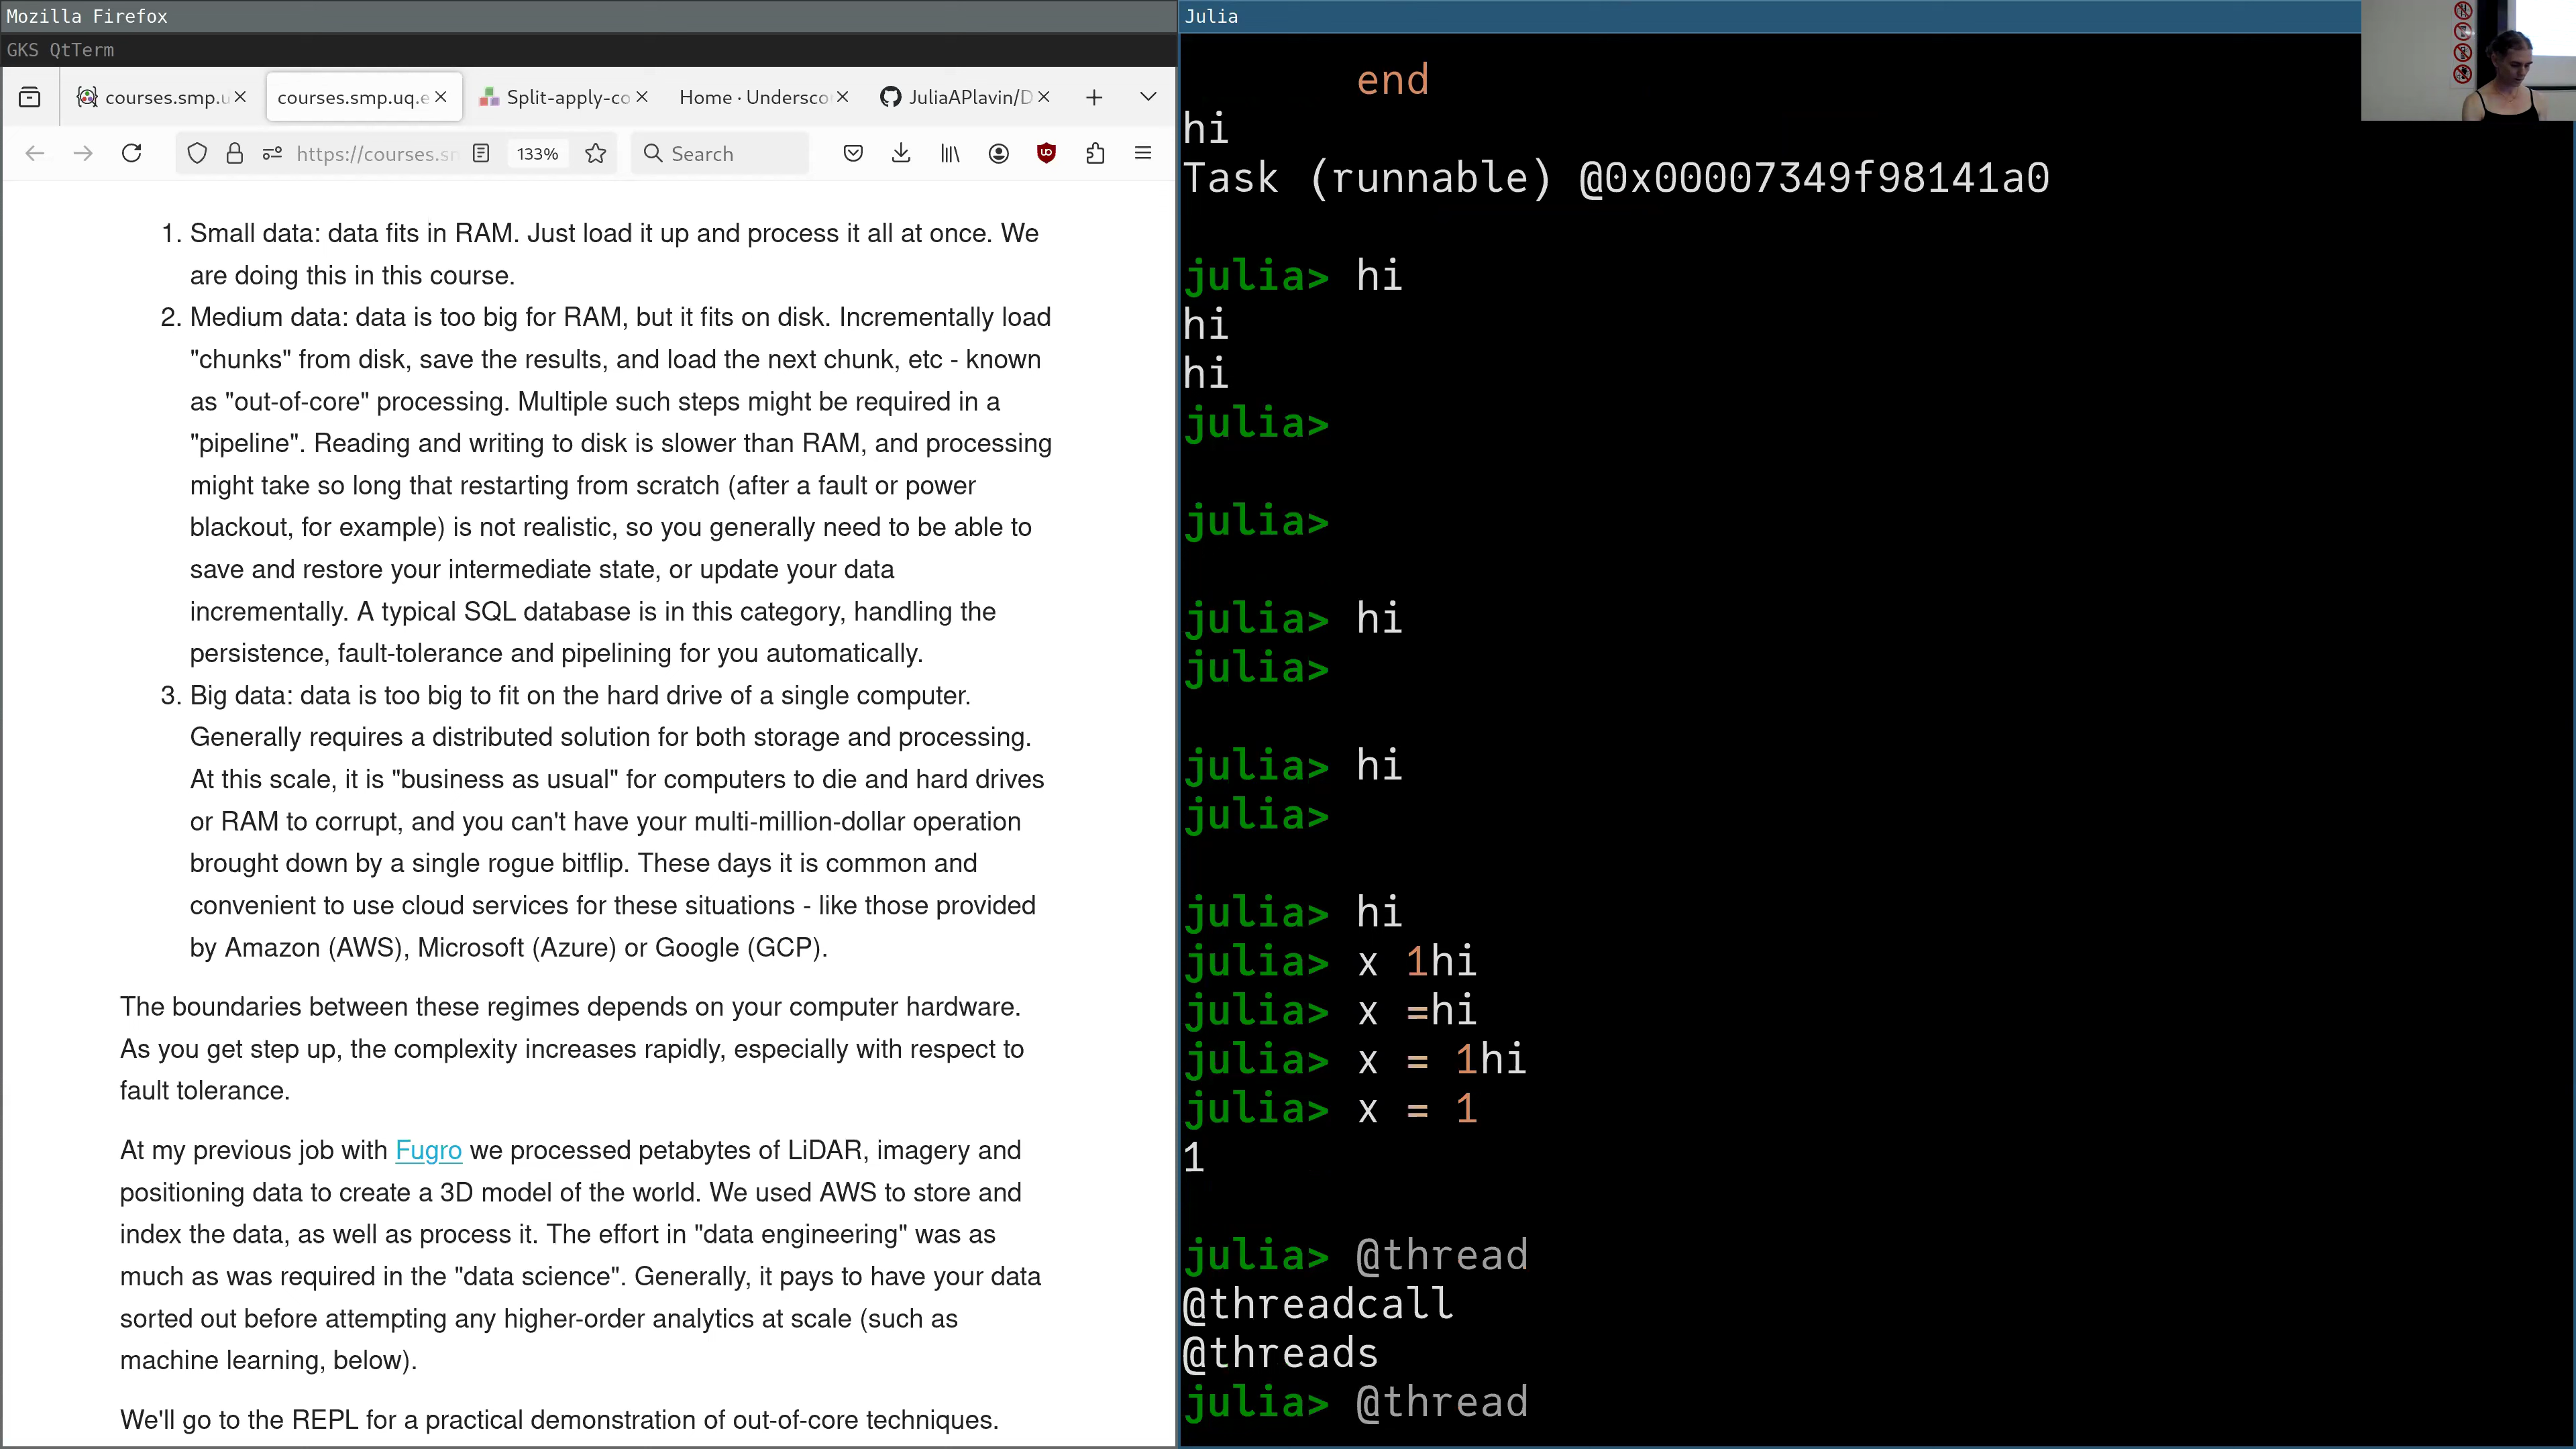 Mozilla Firefox
GKS QtTerm
courses.smp.u
courses.smp.uq.e
Split-apply-co
Home · Undersco
JuliaAPlavin/D
https://courses.sm
133%
Search
1. Small data: data fits in RAM. Just load it up and process it all at once. We
are doing this in this course.
2. Medium data: data is too big for RAM, but it fits on disk. Incrementally load
"chunks" from disk, save the results, and load the next chunk, etc - known
as "out-of-core" processing. Multiple such steps might be required in a
"pipeline". Reading and writing to disk is slower than RAM, and processing
might take so long that restarting from scratch (after a fault or power
blackout, for example) is not realistic, so you generally need to be able to
save and restore your intermediate state, or update your data
incrementally. A typical SQL database is in this category, handling the
persistence, fault-tolerance and pipelining for you automatically.
3. Big data: data is too big to fit on the hard drive of a single computer.
Generally requires a distributed solution for both storage and processing.
At this scale, it is "business as usual" for computers to die and hard drives
or RAM to corrupt, and you can't have your multi-million-dollar operation
brought down by a single rogue bitflip. These days it is common and
convenient to use cloud services for these situations - like those provided
by Amazon (AWS), Microsoft (Azure) or Google (GCP).
The boundaries between these regimes depends on your computer hardware.
As you get step up, the complexity increases rapidly, especially with respect to
fault tolerance.
At my previous job with Fugro we processed petabytes of LiDAR, imagery and
positioning data to create a 3D model of the world. We used AWS to store and
index the data, as well as process it. The effort in "data engineering" was as
much as was required in the "data science". Generally, it pays to have your data
sorted out before attempting any higher-order analytics at scale (such as
machine learning, below).
We'll go to the REPL for a practical demonstration of out-of-core techniques.
Julia
end
hi
Task (runnable) @0x00007349f98141a0
julia> hi
hi
hi
julia>
julia>
julia> hi
julia>
julia> hi
julia>
julia> hi
julia> x 1hi
julia> x =hi
julia> x = 1hi
julia> x = 1
1
julia> @thread
@threadcall
@threads
julia> @thread